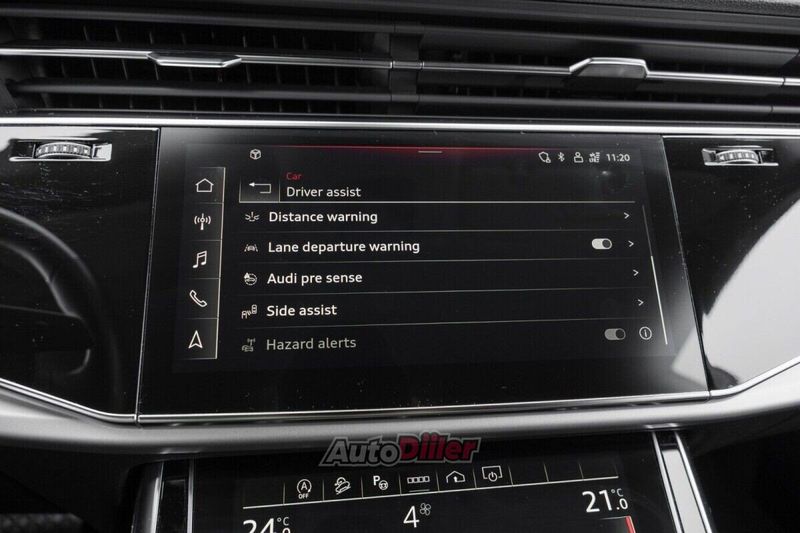 11:20
Car
Driver assist
Distance warning
Lane departure warning
Audi pre sense
Side assist
Hazard alerts
AutoDiiler
A
OFF
P
24°C
4
21.0°C